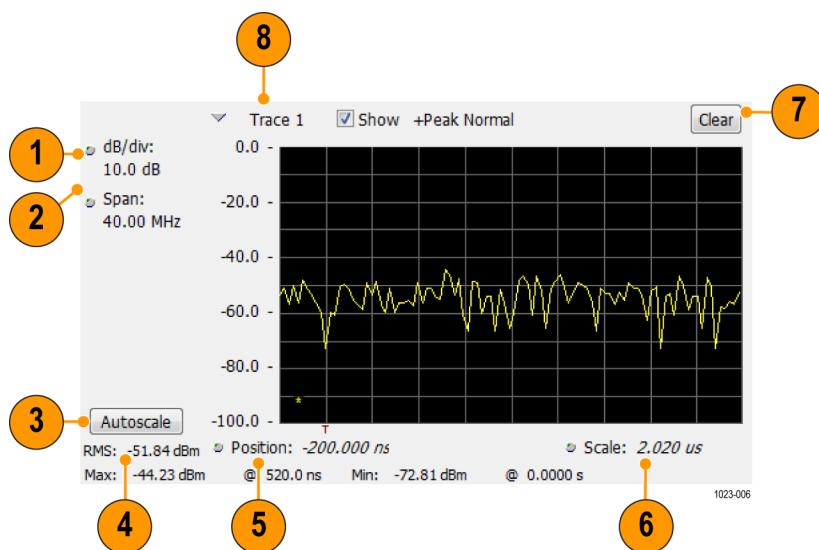 8
Trace 1 Show +Peak Normal Clear 7
1 dB/div: 0.0 -
10.0 dB
2 Span: -20.0 -
40.00 MHz
-40.0 -
-60.0 -
-80.0 -
*
3 Autoscale -100.0 -
T
RMS: -51.84 dBm Position: -200.000 ns Scale: 2.020 us
Max: -44.23 dBm @ 520.0 ns Min: -72.81 dBm @ 0.0000 s
1023-006
4 5 6